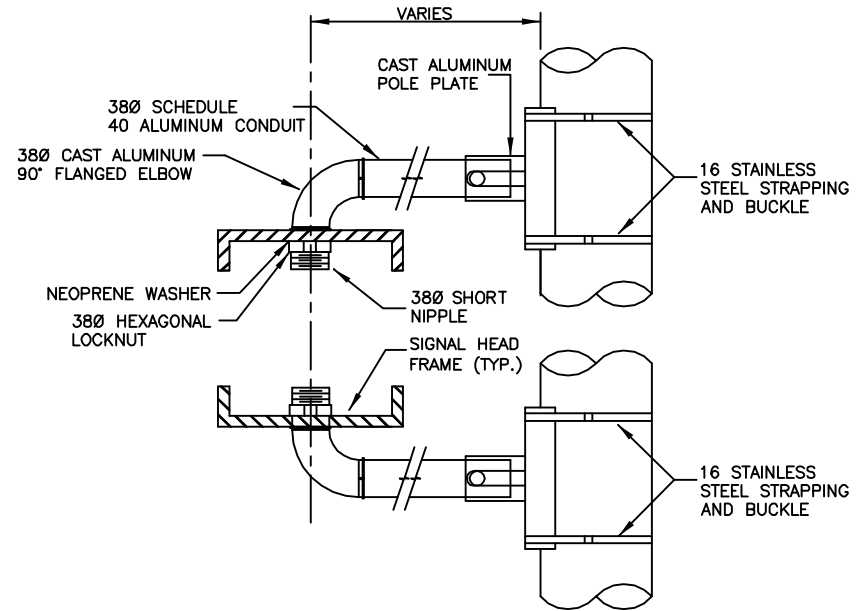 VARIES
CAST ALUMINUM
POLE PLATE
38Ø SCHEDULE
40 ALUMINUM CONDUIT
38Ø CAST ALUMINUM
90° FLANGED ELBOW
16 STAINLESS
STEEL STRAPPING
AND BUCKLE
NEOPRENE WASHER
38Ø HEXAGONAL
LOCKNUT
38Ø SHORT
NIPPLE
SIGNAL HEAD
FRAME (TYP.)
16 STAINLESS
STEEL STRAPPING
AND BUCKLE